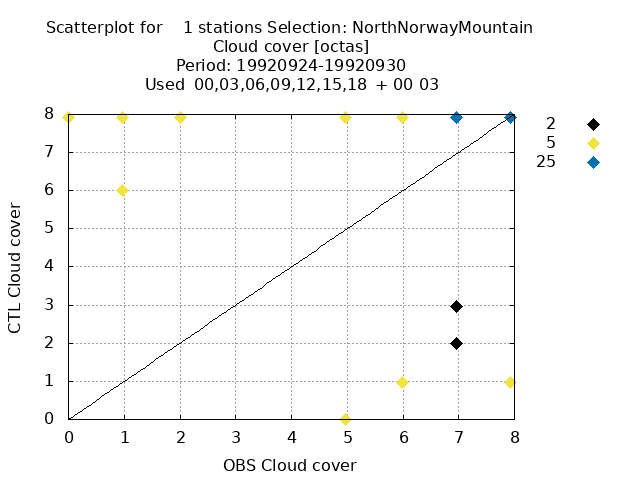 Scatterplot for    1 stations Selection: NorthNorwayMountain
Cloud cover [octas]
Period: 19920924-19920930
Used  00,03,06,09,12,15,18  + 00 03
8
7
6
5
4
3
2
1
0
CTL Cloud cover
0 1 2 3 4 5 6 7 8
OBS Cloud cover
2
5
25